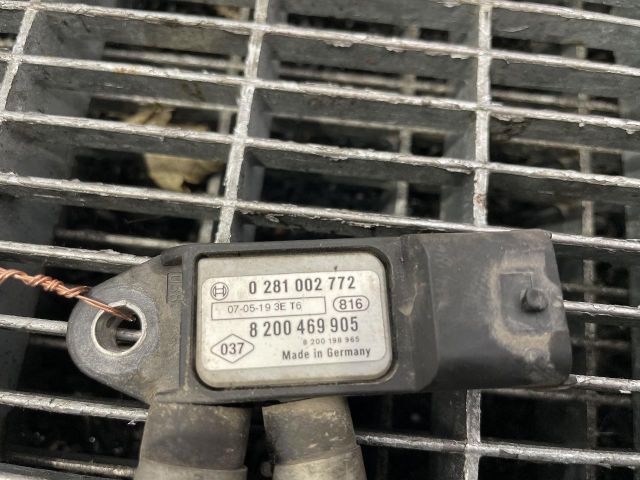 0 281 002 772
07-05-19 3E T6 816
8 200 469 905
8 200 198 965
037
Made in Germany